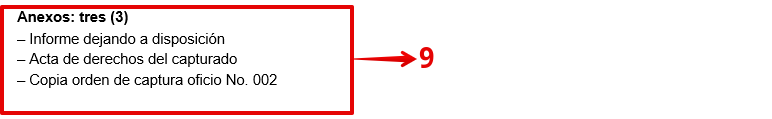 Anexos: tres (3)
– Informe dejando a disposición
– Acta de derechos del capturado
– Copia orden de captura oficio No. 002
9